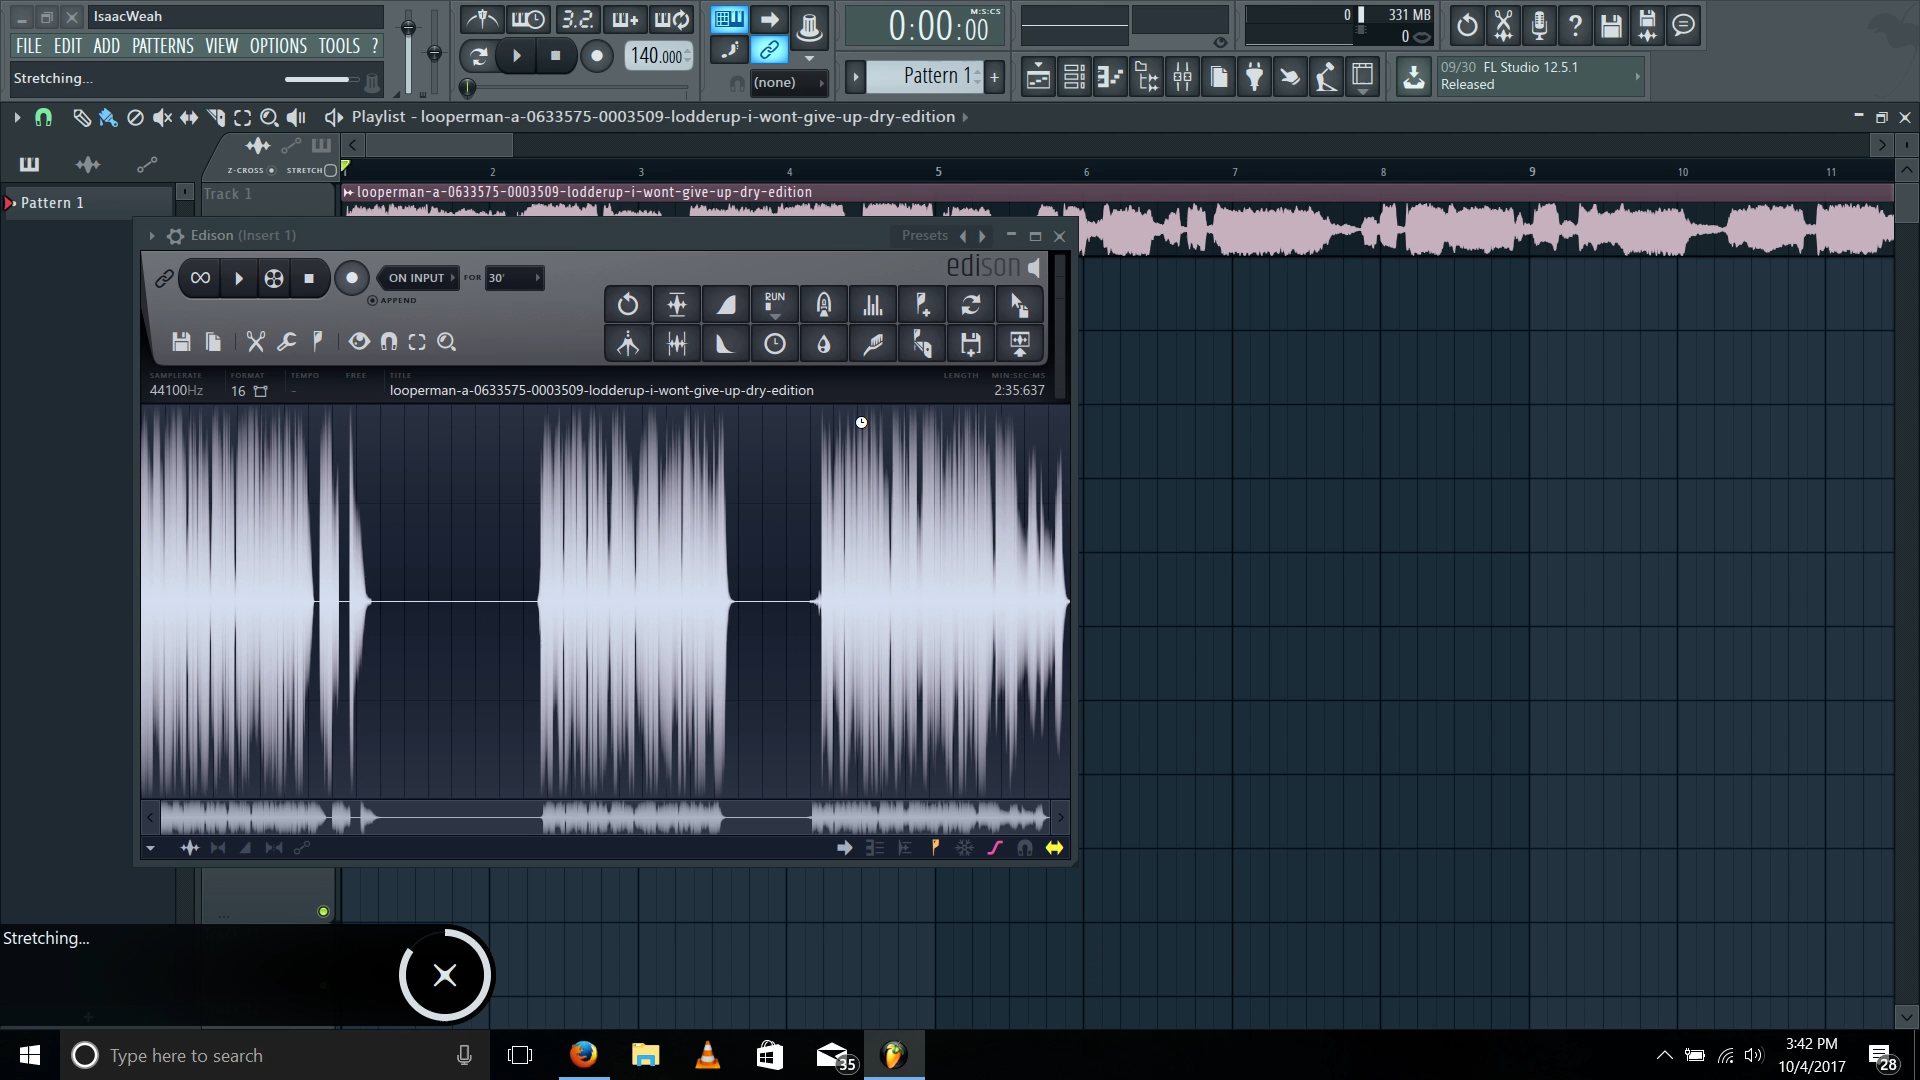 IsaacWeah
FILE EDIT ADD PATTERNS VIEW OPTIONS TOOLS ?
Stretching...
3.2.
140.000
(none)
M:S:CS
0:00:00
Pattern 1
+
0
331 MB
0
?
09/30 FL Studio 12.5.1
Released
Playlist - looperman-a-0633575-0003509-lodderup-i-wont-give-up-dry-edition
Z-CROSS STRETCH
2 3 4 5 6 7 8 9 10 11
Pattern 1
Track 1
looperman-a-0633575-0003509-lodderup-i-wont-give-up-dry-edition
Edison (Insert 1)
Presets
edison
ON INPUT FOR 30'
APPEND
RUN
SAMPLERATE FORMAT TEMPO FREE TITLE LENGTH MIN:SEC:MS
44100Hz 16 - looperman-a-0633575-0003509-lodderup-i-wont-give-up-dry-edition 2:35:637
...
Stretching...
Type here to search
35
3:42 PM
10/4/2017
28